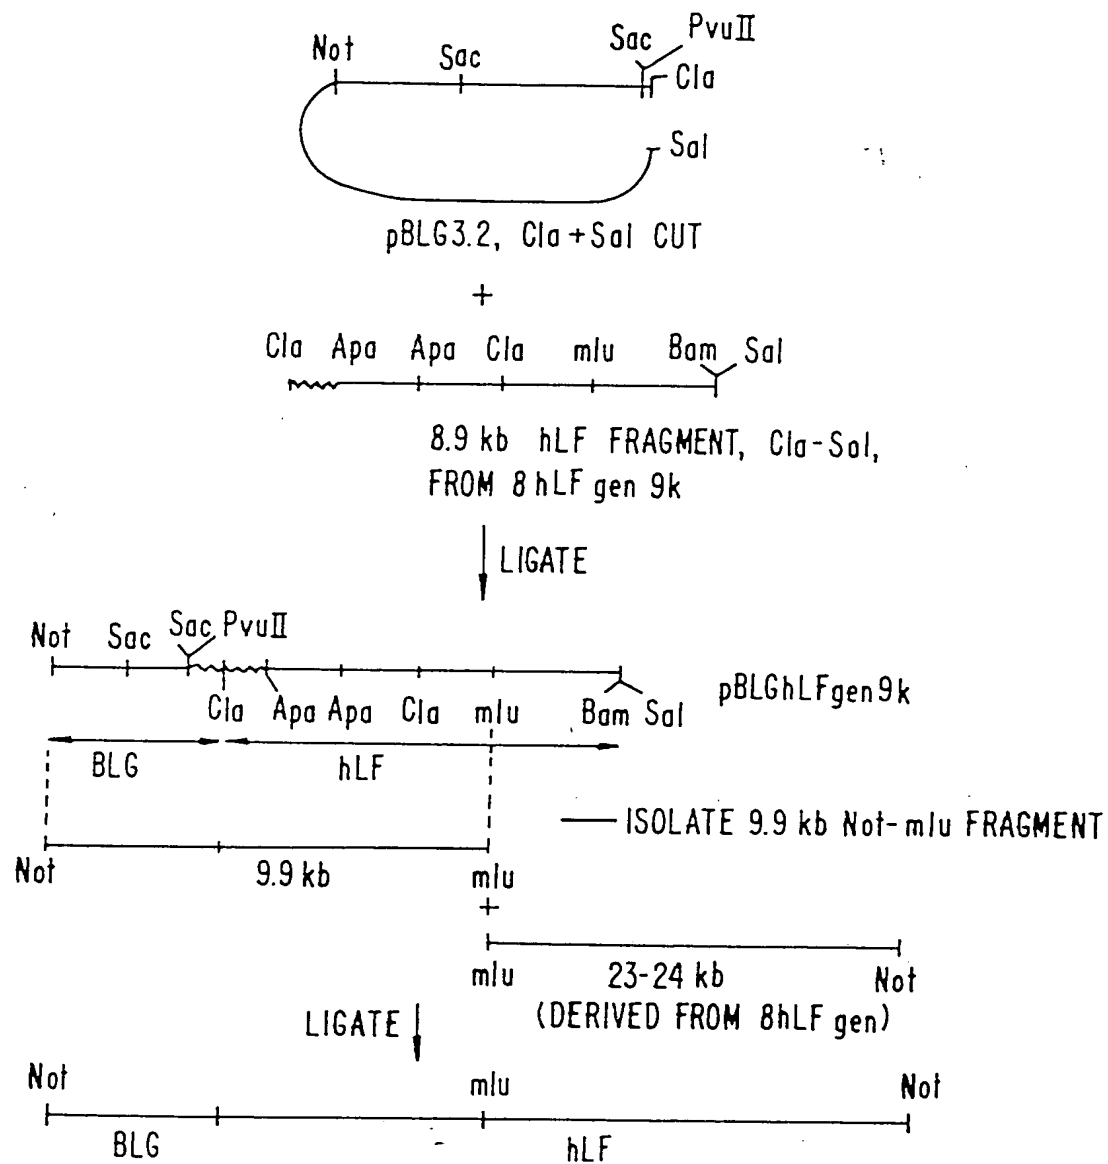 Not
Sac
Sac
PvuII
Cla
Sal
pBLG3.2, Cla+Sal CUT
+
Cla Apa Apa Cla mlu Bam Sal
8.9 kb hLF FRAGMENT, Cla-Sal,
FROM 8hLF gen 9k
LIGATE
Not Sac Sac PvuII
Cla Apa Apa Cla mlu Bam Sal
pBLGhLFgen9k
BLG hLF
ISOLATE 9.9 kb Not-mlu FRAGMENT
Not 9.9 kb mlu
+
mlu 23-24 kb Not
(DERIVED FROM 8hLF gen)
LIGATE
Not mlu Not
BLG hLF